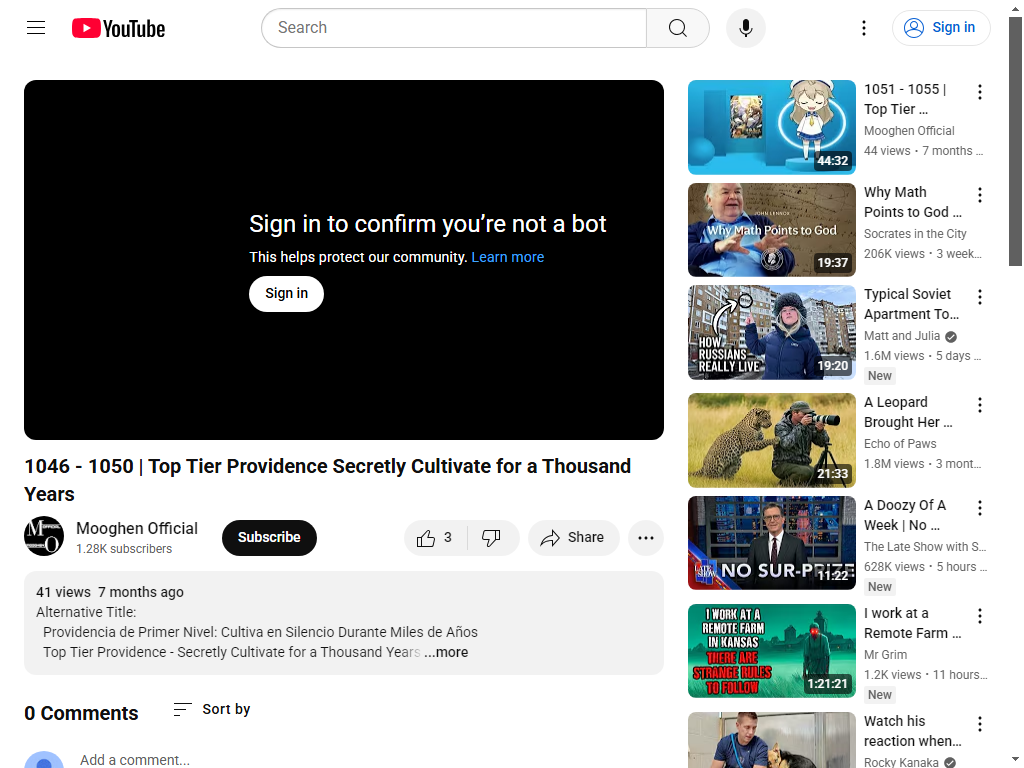 YouTube
Search
Sign in
Sign in to confirm you’re not a bot
This helps protect our community. Learn more
Sign in
1046 - 1050 | Top Tier Providence Secretly Cultivate for a Thousand
Years
Mooghen Official
1.28K subscribers
Subscribe
3
Share
41 views 7 months ago
Alternative Title:
Providencia de Primer Nivel: Cultiva en Silencio Durante Miles de Años
Top Tier Providence - Secretly Cultivate for a Thousand Years ...more
0 Comments
Sort by
Add a comment...
44:32
1051 - 1055 |
Top Tier ...
Mooghen Official
44 views • 7 months ...
JOHN LENNOX
Why Math Points to God
19:37
Why Math
Points to God ...
Socrates in the City
206K views • 3 week...
HOW
RUSSIANS
REALLY LIVE
19:20
Typical Soviet
Apartment To...
Matt and Julia
1.6M views • 5 days ...
New
21:33
A Leopard
Brought Her ...
Echo of Paws
1.8M views • 3 mont...
LATE SHOW
NO SUR-PRIZE
11:22
A Doozy Of A
Week | No ...
The Late Show with S...
628K views • 5 hours ...
New
I WORK AT A
REMOTE FARM
IN KANSAS
THERE ARE
STRANGE RULES
TO FOLLOW
1:21:21
I work at a
Remote Farm ...
Mr Grim
1.2K views • 11 hours...
New
Watch his
reaction when...
Rocky Kanaka